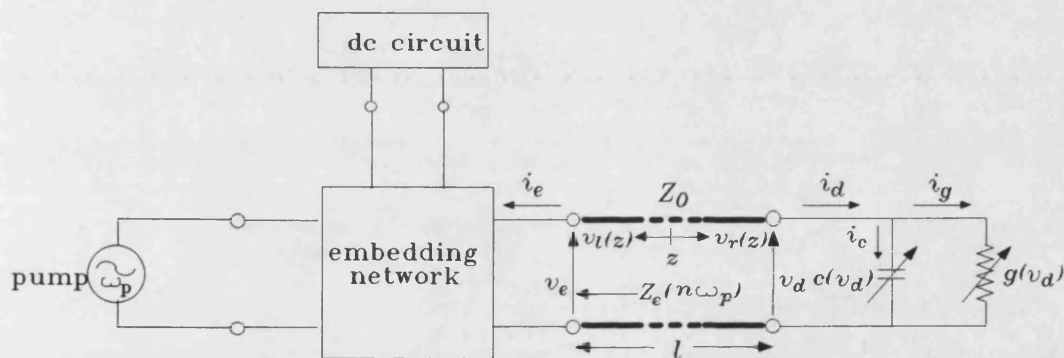 dc circuit
i_e Z_0 i_d i_g
v_l(z) v_r(z)
z
i_c
embedding
network
pump ω_p
v_e Z_e(nω_p) v_d c(v_d) g(v_d)
l